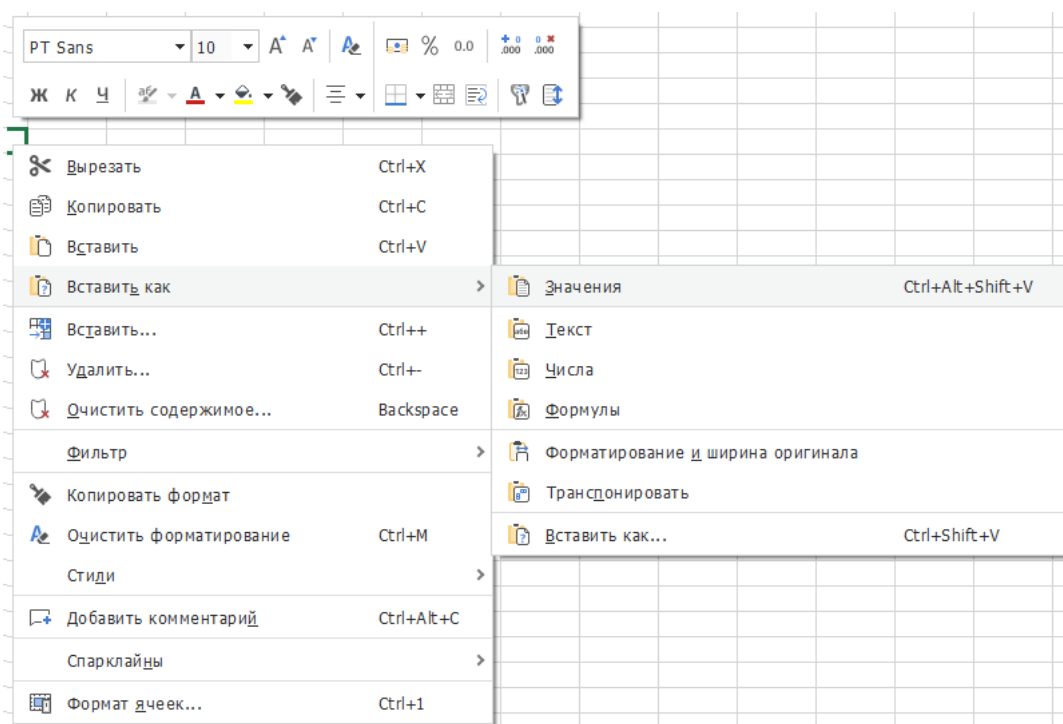 PT Sans 10 А А % 0.0 .000 .000
Ж К Ч аб А
Вырезать Ctrl+X
Копировать Ctrl+C
Вставить Ctrl+V
Вставить как
Вставить... Ctrl++
Удалить... Ctrl+-
Очистить содержимое... Backspace
Фильтр
Копировать формат
Очистить форматирование Ctrl+M
Стили
Добавить комментарий Ctrl+Alt+C
Спарклайны
Формат ячеек... Ctrl+1
Значения Ctrl+Alt+Shift+V
Текст
Числа
Формулы
Форматирование и ширина оригинала
Транспонировать
Вставить как... Ctrl+Shift+V